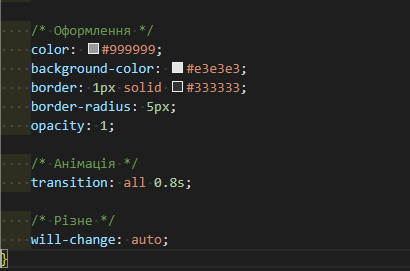 /* Оформлення */
color: #999999;
background-color: #e3e3e3;
border: 1px solid #333333;
border-radius: 5px;
opacity: 1;
/* Анімація */
transition: all 0.8s;
/* Різне */
will-change: auto;
}